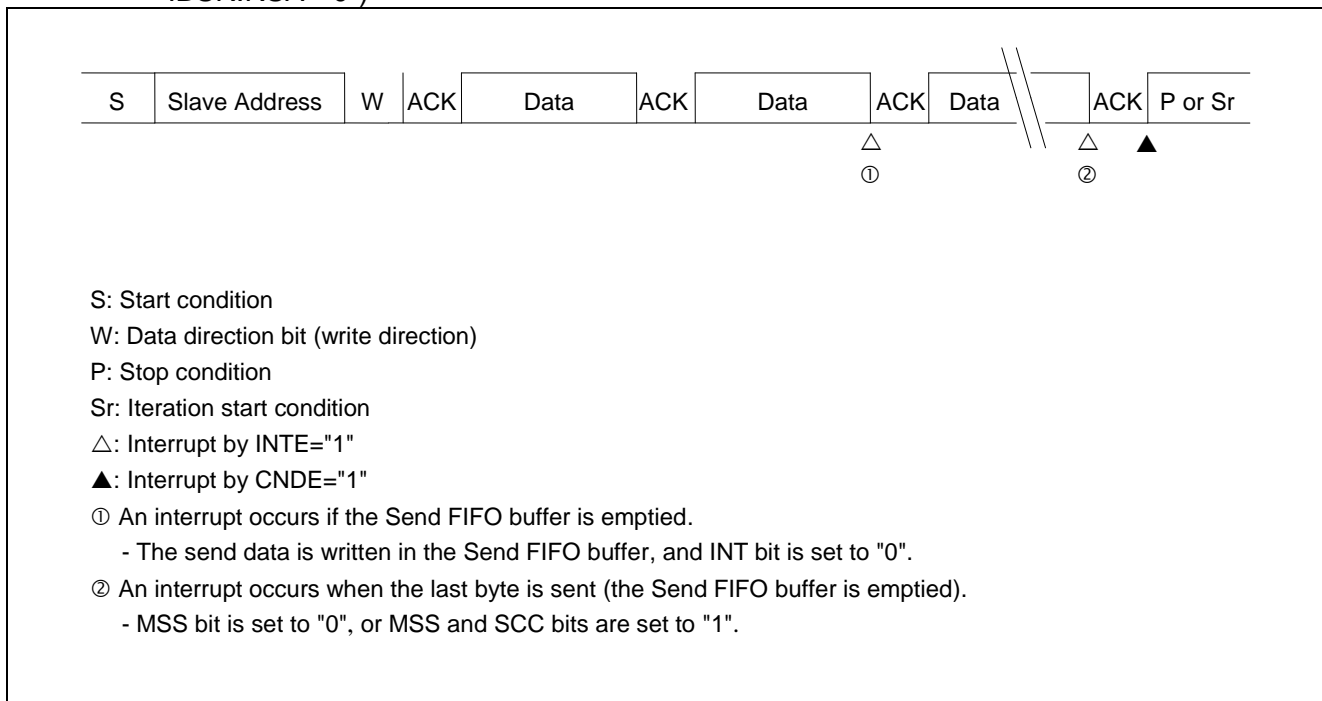 S Slave Address W ACK Data ACK Data ACK Data ACK P or Sr
△ △ ▲
① ②
S: Start condition
W: Data direction bit (write direction)
P: Stop condition
Sr: Iteration start condition
△: Interrupt by INTE="1"
▲: Interrupt by CNDE="1"
① An interrupt occurs if the Send FIFO buffer is emptied.
- The send data is written in the Send FIFO buffer, and INT bit is set to "0".
② An interrupt occurs when the last byte is sent (the Send FIFO buffer is emptied).
- MSS bit is set to "0", or MSS and SCC bits are set to "1".